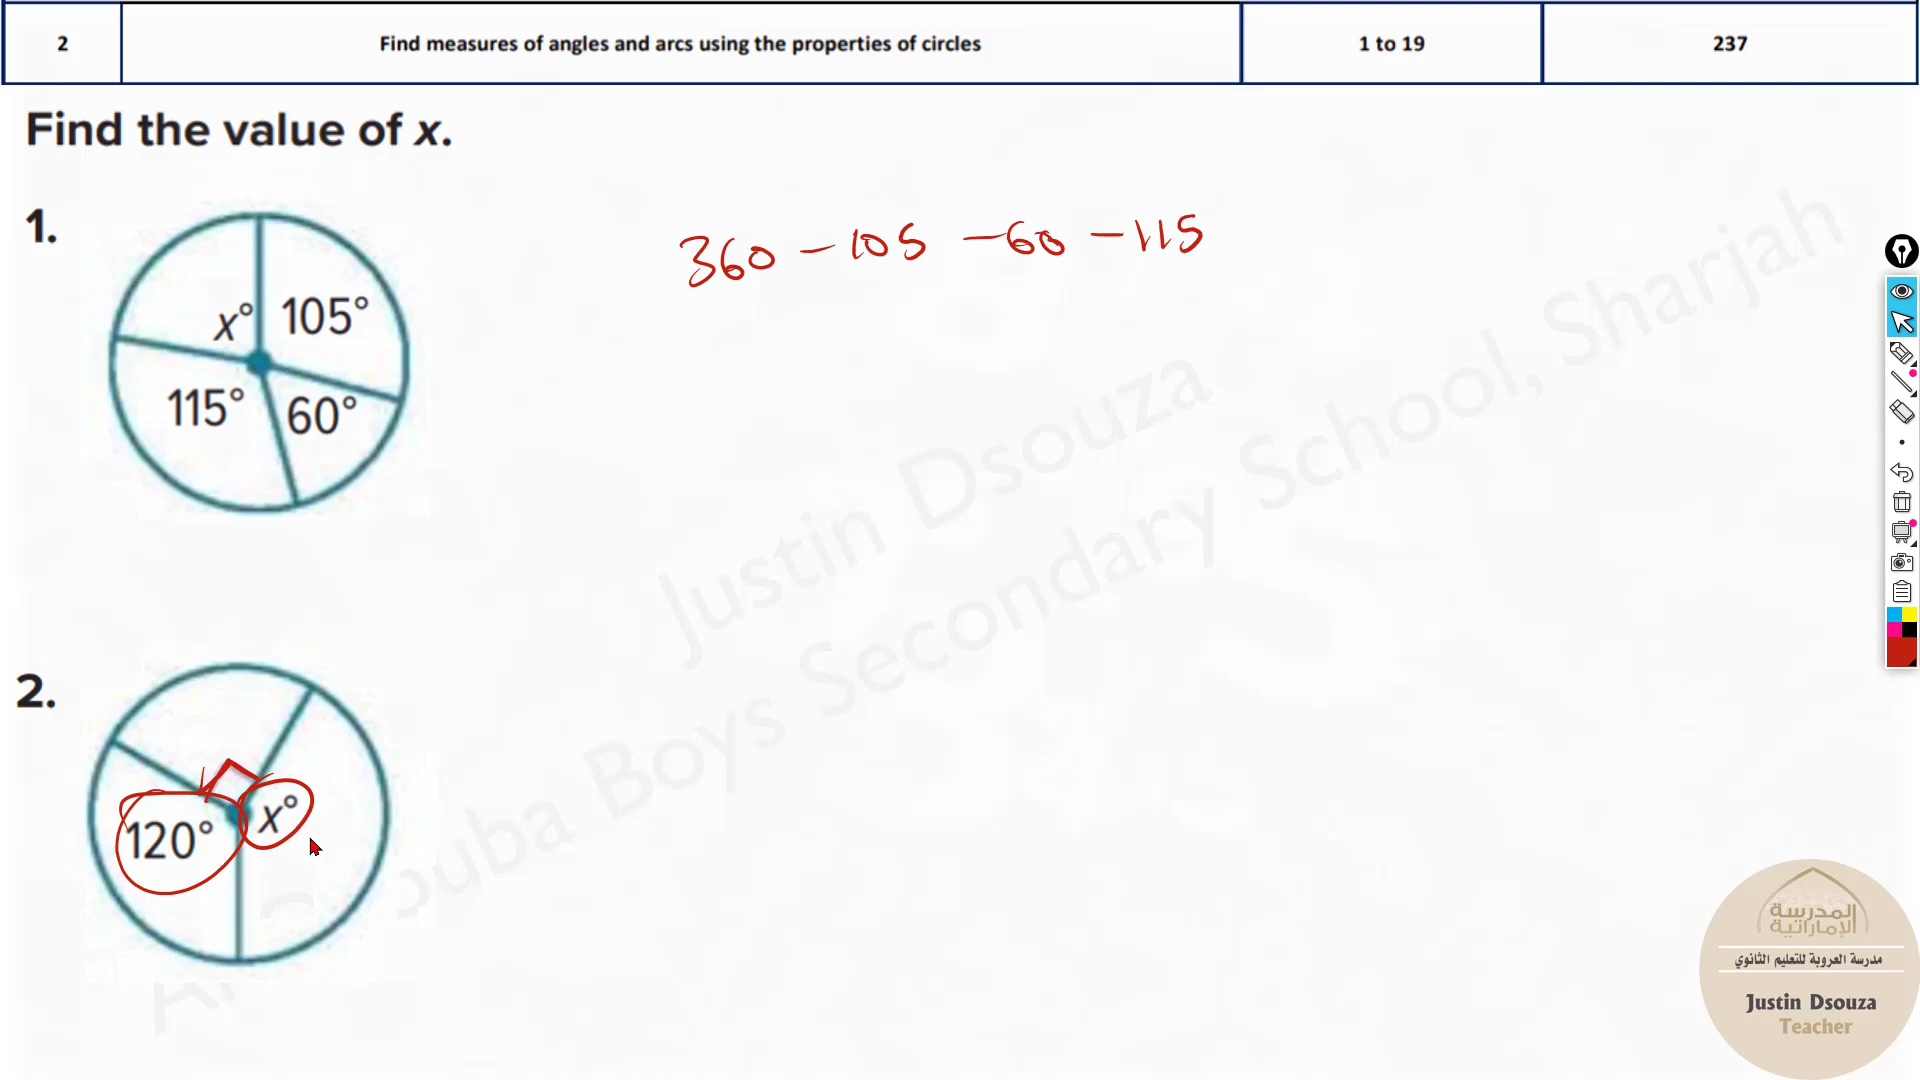 2 Find measures of angles and arcs using the properties of circles 1 to 19 237
Find the value of x.
1.
360 - 105 - 60 - 115
x° 105°
115° 60°
2.
120° x°
Justin Dsouza
Boys Secondary School, Sharjah
المدرسة
الإماراتية
مدرسة العروبة للتعليم الثانوي
Justin Dsouza
Teacher